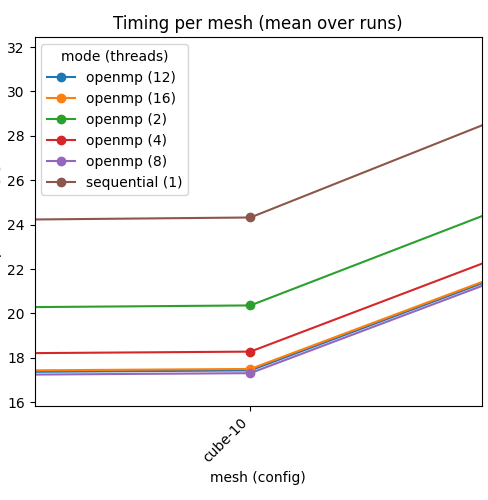 Timing per mesh (mean over runs)
32
30
28
26
24
22
20
18
16
mode (threads)
openmp (12)
openmp (16)
openmp (2)
openmp (4)
openmp (8)
sequential (1)
cube-10
mesh (config)